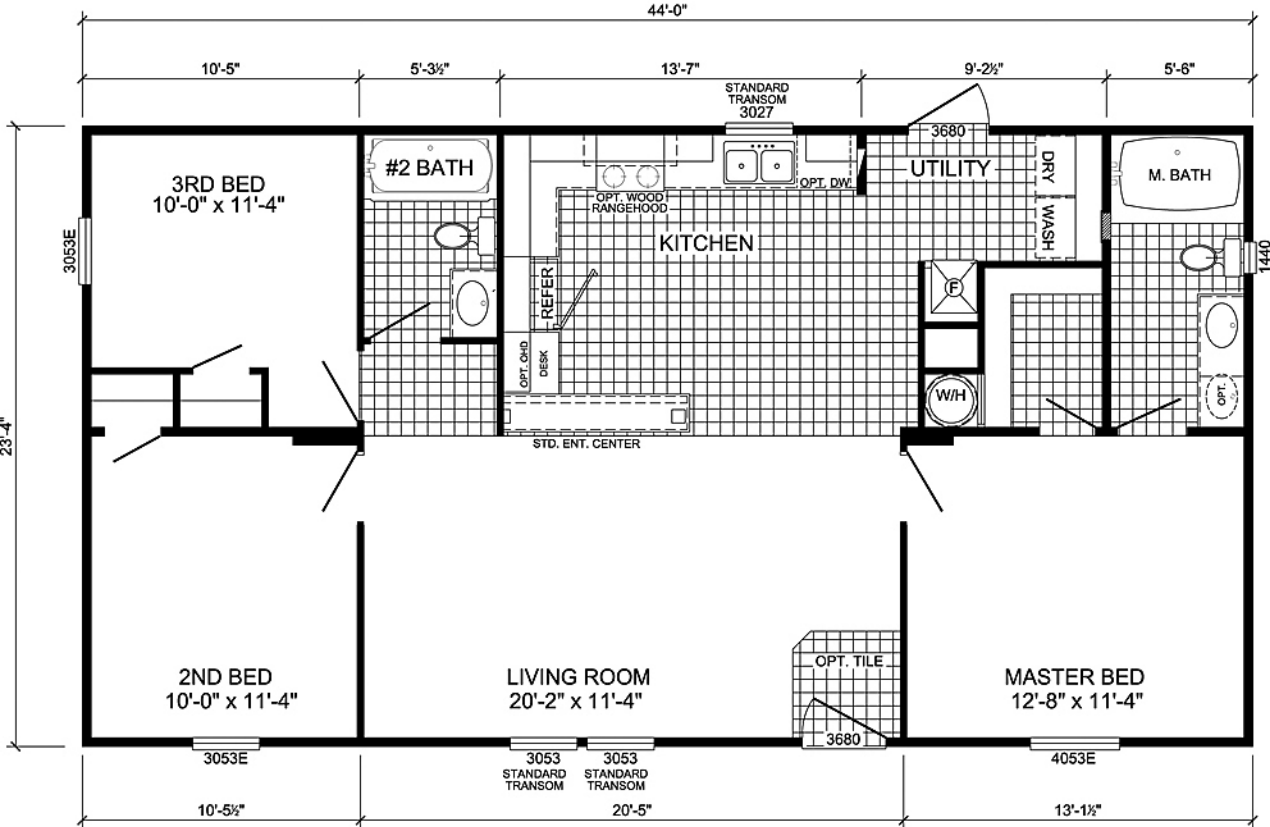 44'-0"
10'-5"
5'-3½"
13'-7"
9'-2½"
5'-6"
STANDARD
TRANSOM
3027
3680
#2 BATH
UTILITY
DRY
M. BATH
3RD BED
10'-0" x 11'-4"
OPT. DW
OPT. WOOD
RANGEHOOD
WASH
KITCHEN
3053E
1440
REFER
F
OPT. OHD
DESK
W/H
OPT.
23'-4"
STD. ENT. CENTER
OPT. TILE
2ND BED
10'-0" x 11'-4"
LIVING ROOM
20'-2" x 11'-4"
MASTER BED
12'-8" x 11'-4"
3680
3053E
3053
STANDARD
TRANSOM
3053
STANDARD
TRANSOM
4053E
10'-5½"
20'-5"
13'-1½"